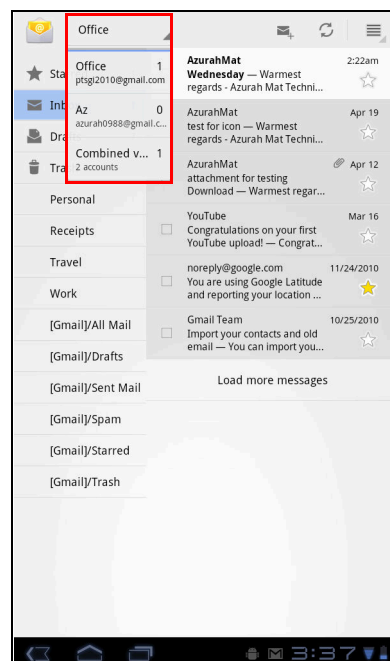 Office
Office 1
ptsgi2010@gmail.com
Az 0
azurah0988@gmail.c...
Combined v... 1
2 accounts
Sta
Inb
Dra
Tra
Personal
Receipts
Travel
Work
[Gmail]/All Mail
[Gmail]/Drafts
[Gmail]/Sent Mail
[Gmail]/Spam
[Gmail]/Starred
[Gmail]/Trash
AzurahMat 2:22am
Wednesday — Warmest
regards - Azurah Mat Techni...
AzurahMat Apr 19
test for icon — Warmest
regards - Azurah Mat Techni...
AzurahMat Apr 12
attachment for testing
Download — Warmest regar...
YouTube Mar 16
Congratulations on your first
YouTube upload! — Congrat...
noreply@google.com 11/24/2010
You are using Google Latitude
and reporting your location ...
Gmail Team 10/25/2010
Import your contacts and old
email — You can import you...
Load more messages
3:37